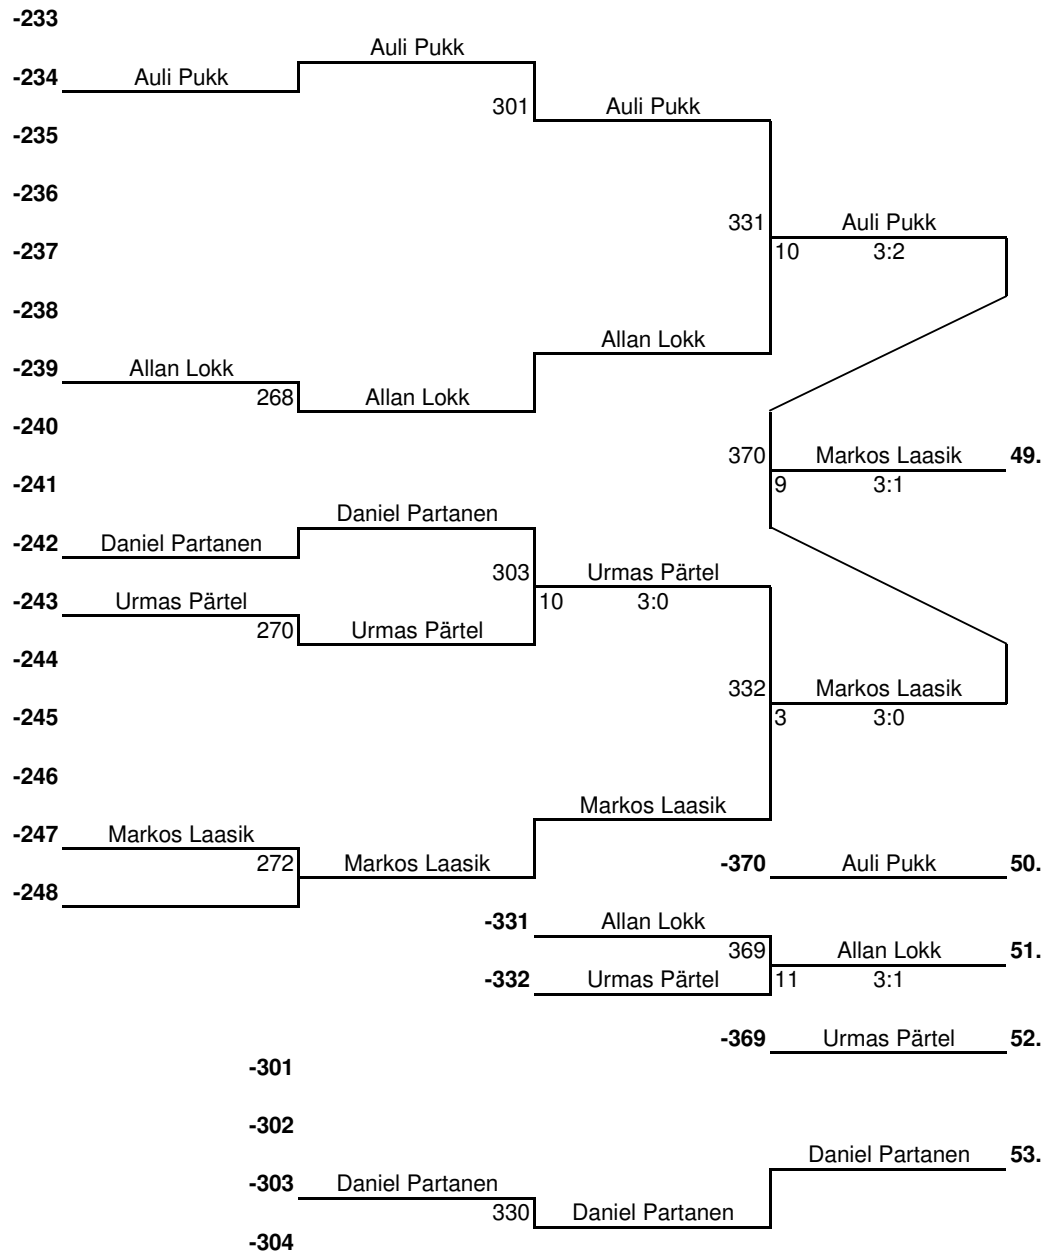 -233
Auli Pukk
-234 Auli Pukk
301 Auli Pukk
-235
-236
331 Auli Pukk
-237 10 3:2
-238
Allan Lokk
-239 Allan Lokk
268 Allan Lokk
-240
370 Markos Laasik 49.
-241 9 3:1
Daniel Partanen
-242 Daniel Partanen
303 Urmas Pärtel
-243 Urmas Pärtel 10 3:0
270 Urmas Pärtel
-244
332 Markos Laasik
-245 3 3:0
-246
Markos Laasik
-247 Markos Laasik
272 Markos Laasik -370 Auli Pukk 50.
-248
-331 Allan Lokk
369 Allan Lokk 51.
-332 Urmas Pärtel 11 3:1
-369 Urmas Pärtel 52.
-301
-302
Daniel Partanen 53.
-303 Daniel Partanen
330 Daniel Partanen
-304